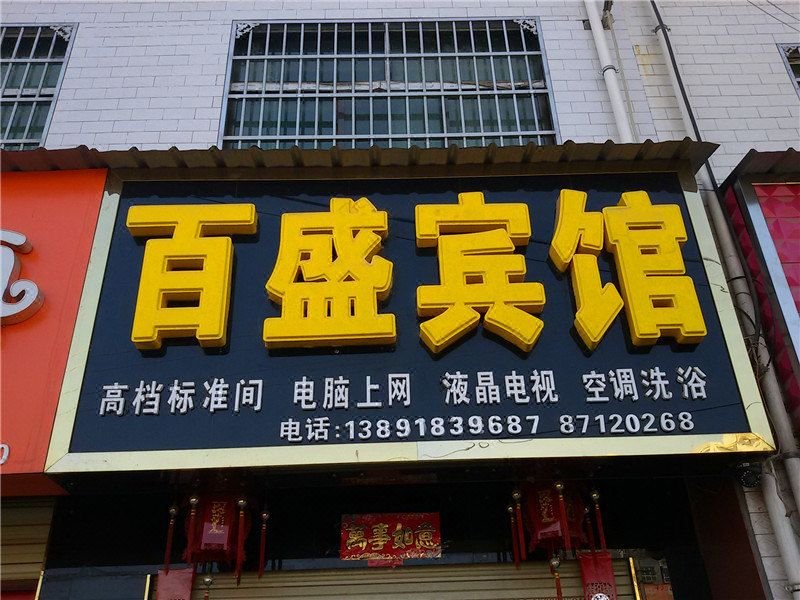 百盛宾馆
高档标准间 电脑上网 液晶电视 空调洗浴
电话:13891839687 87120268
萬事如意